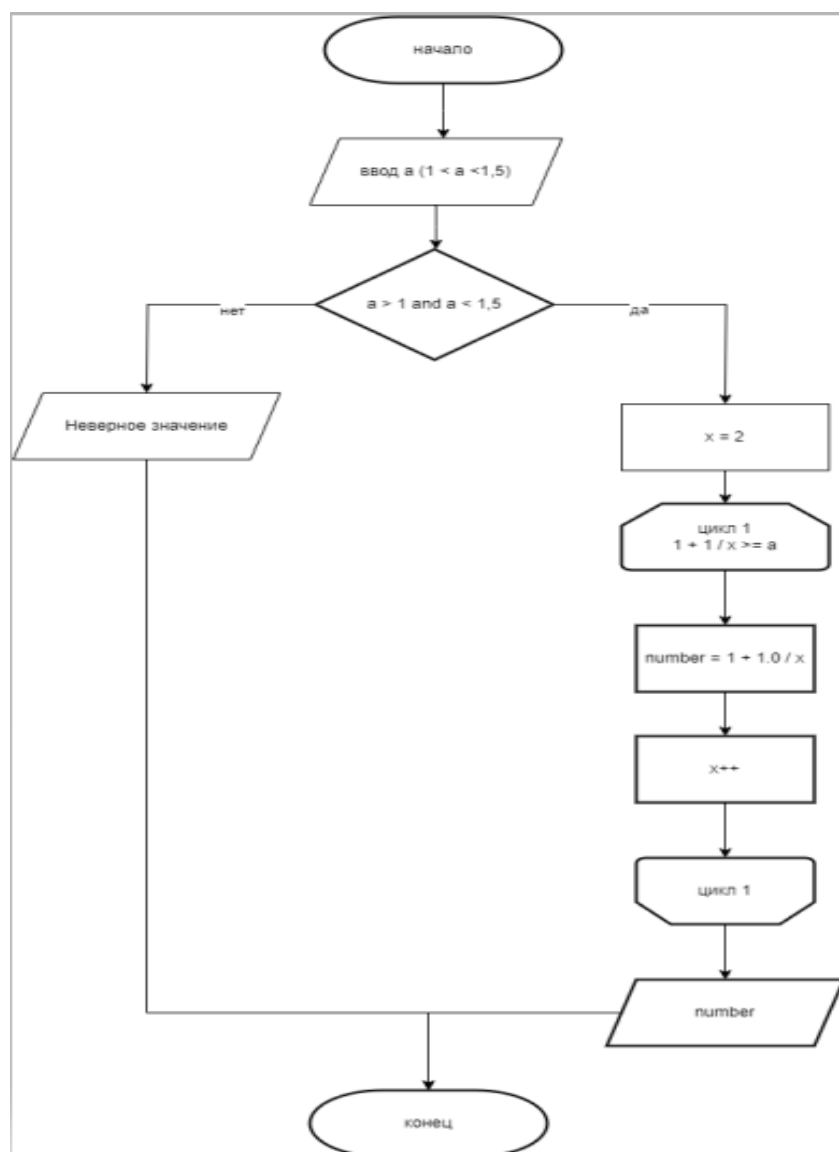 начало
ввод а (1 < а <1,5)
a > 1 and a < 1,5
нет
да
Неверное значение
x = 2
цикл 1
1 + 1 / x >= a
number = 1 + 1.0 / x
x++
цикл 1
number
конец